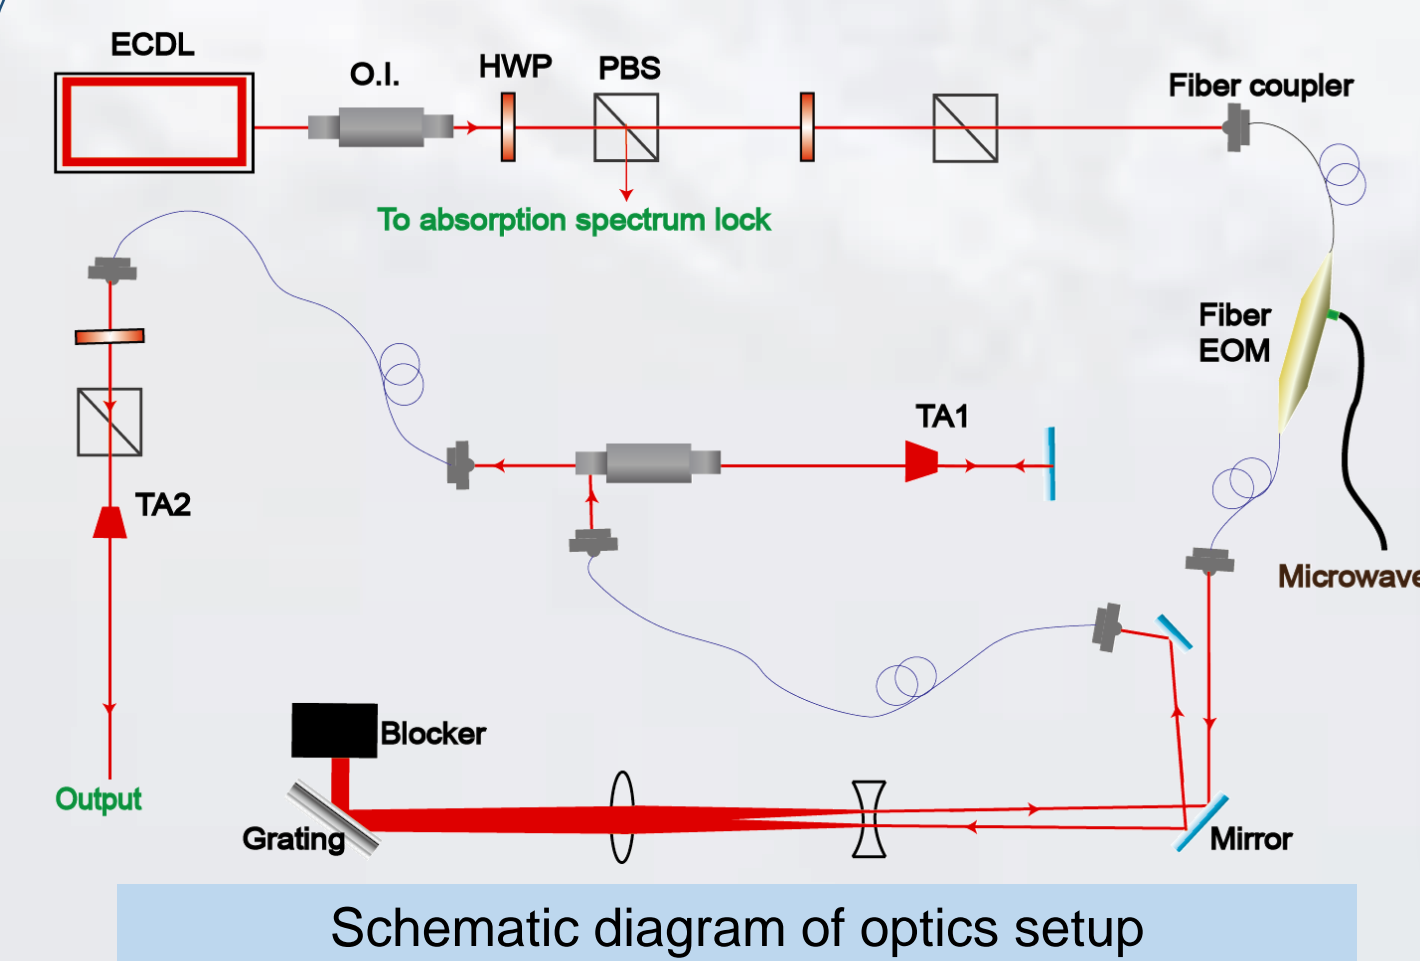 ECDL
O.I.
HWP
PBS
Fiber coupler
To absorption spectrum lock
Fiber
EOM
TA1
TA2
Microwave
Blocker
Output
Grating
Mirror
Schematic diagram of optics setup